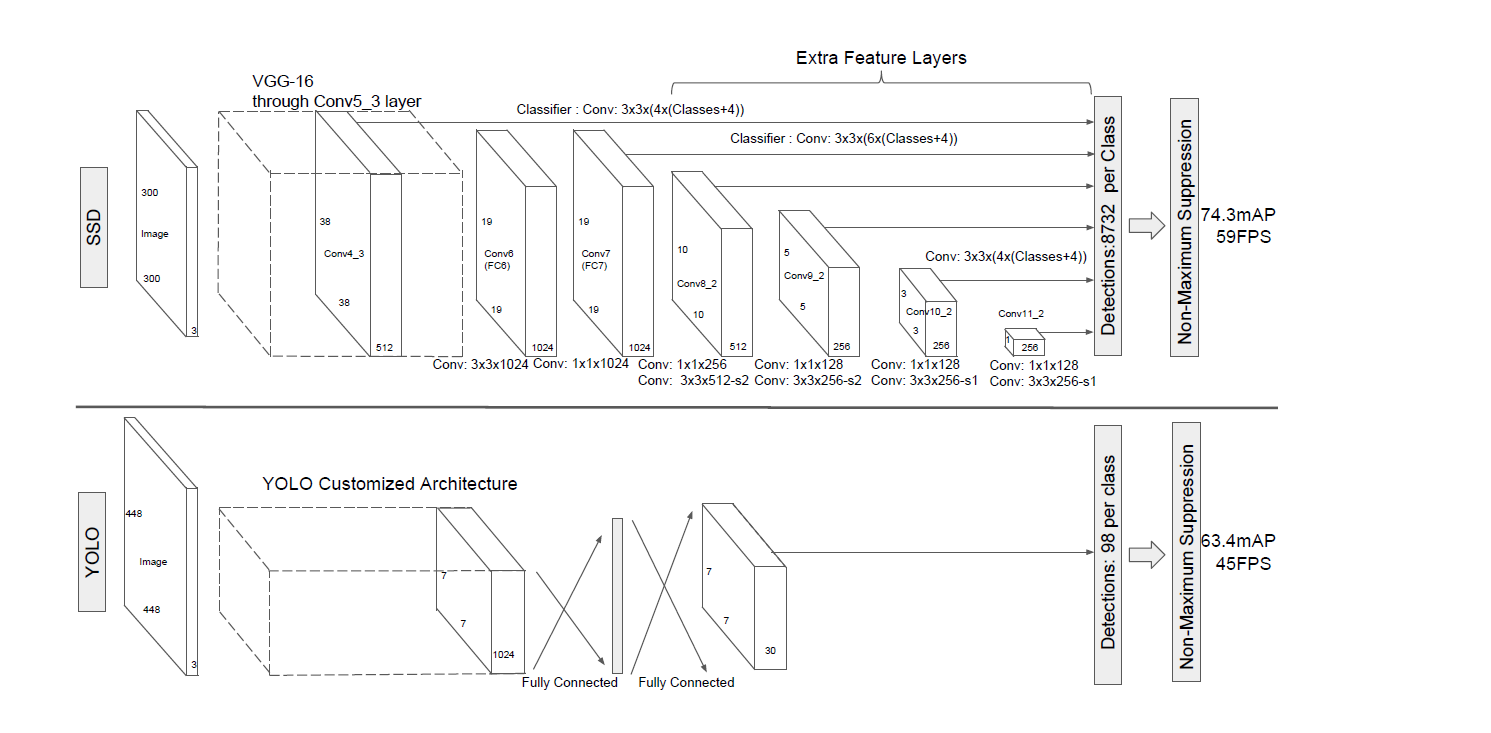 Extra Feature Layers
VGG-16
through Conv5_3 layer
Classifier : Conv: 3x3x(4x(Classes+4))
Classifier : Conv: 3x3x(6x(Classes+4))
SSD
300
Image
300
3
38
Conv4_3
38
512
19
Conv6
(FC6)
19
1024
19
Conv7
(FC7)
19
1024
10
Conv8_2
10
512
5
Conv9_2
5
256
Conv: 3x3x(4x(Classes+4))
3
Conv10_2
3
256
Conv11_2
1
256
Conv: 3x3x1024
Conv: 1x1x1024
Conv: 1x1x256
Conv: 3x3x512-s2
Conv: 1x1x128
Conv: 3x3x256-s2
Conv: 1x1x128
Conv: 3x3x256-s1
Conv: 1x1x128
Conv: 3x3x256-s1
Detections:8732 per Class
Non-Maximum Suppression
74.3mAP
59FPS
YOLO
448
Image
448
3
YOLO Customized Architecture
7
7
1024
Fully Connected
Fully Connected
7
7
30
Detections: 98 per class
Non-Maximum Suppression
63.4mAP
45FPS